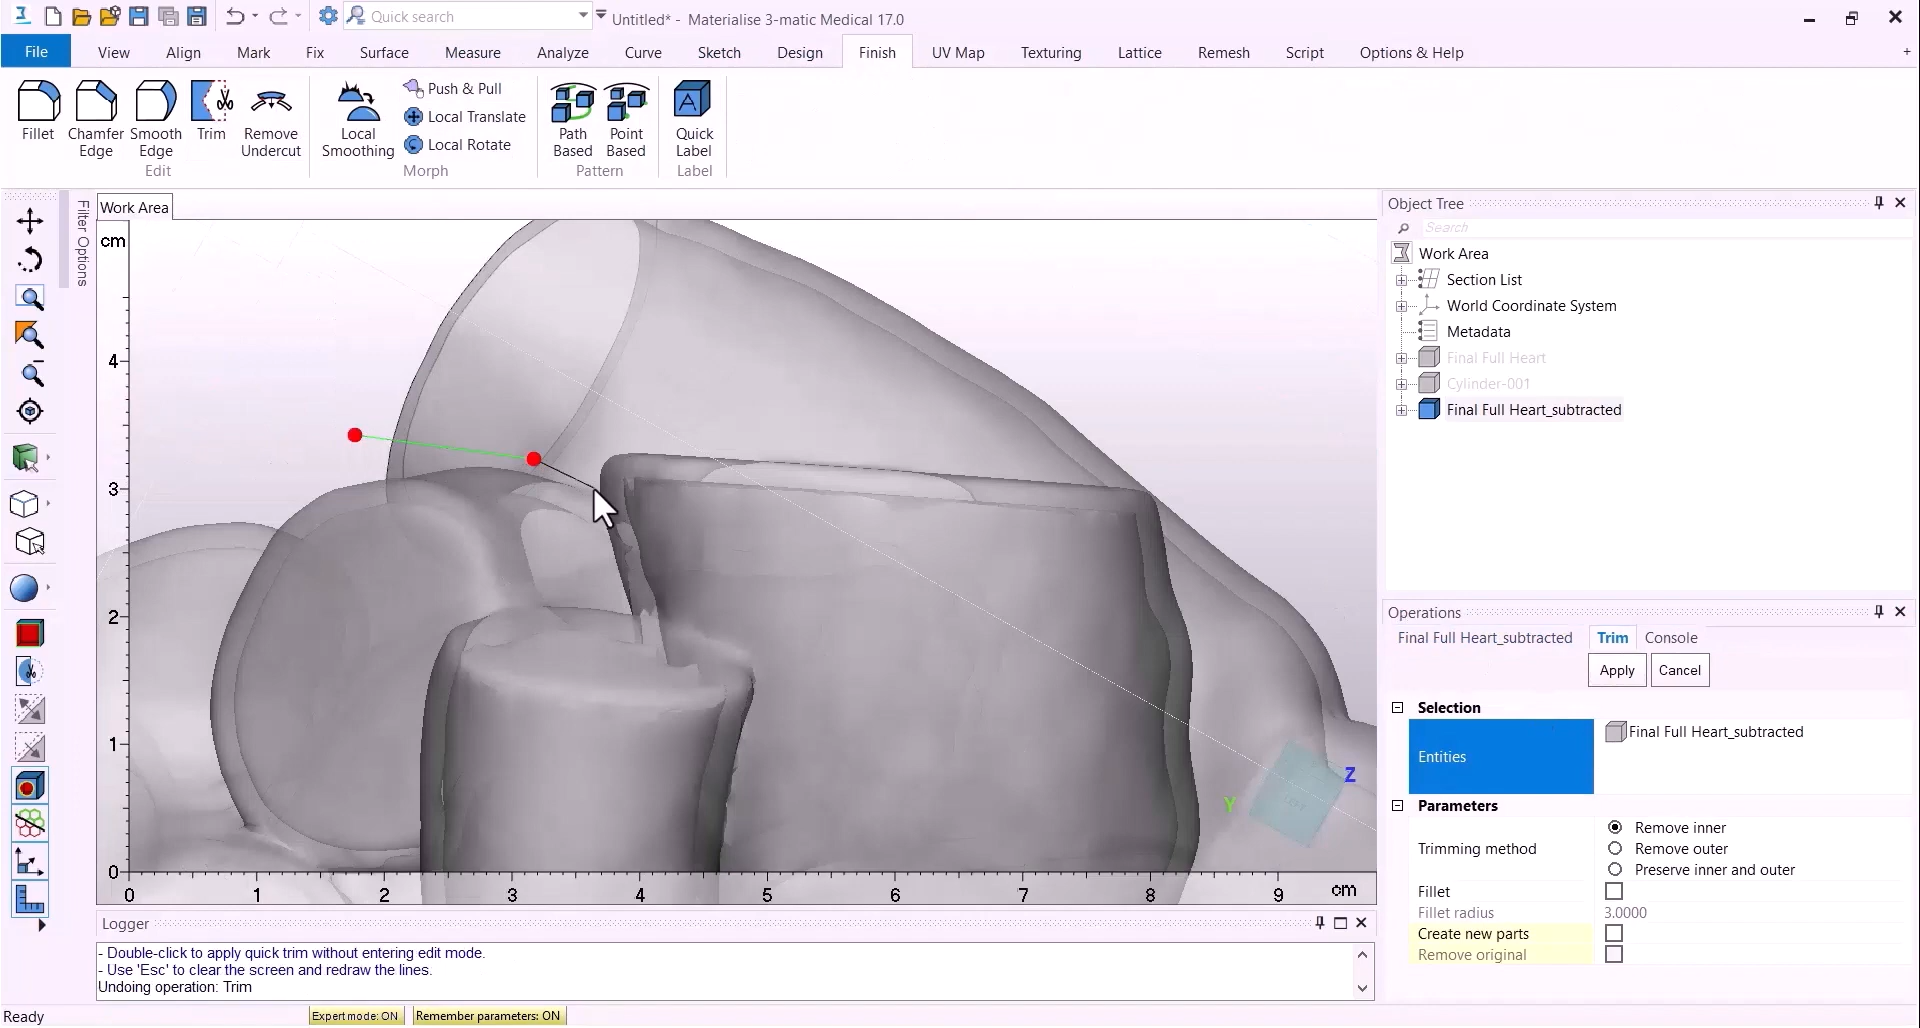 Quick search
Untitled* - Materialise 3-matic Medical 17.0
File View Align Mark Fix Surface Measure Analyze Curve Sketch Design Finish UV Map Texturing Lattice Remesh Script Options & Help
Fillet
Chamfer Edge
Smooth Edge
Trim
Remove Undercut
Edit
Local Smoothing
Push & Pull
Local Translate
Local Rotate
Morph
Path Based
Point Based
Pattern
Quick Label
Label
Filter Options
Work Area
cm
4
3
2
1
0
0 1 2 3 4 5 6 7 8 9 cm
Z
Y
Object Tree
Search
Work Area
Section List
World Coordinate System
Metadata
Final Full Heart
Cylinder-001
Final Full Heart_subtracted
Operations
Final Full Heart_subtracted Trim Console
Apply Cancel
Selection
Entities Final Full Heart_subtracted
Parameters
Trimming method
Remove inner
Remove outer
Preserve inner and outer
Fillet
Fillet radius 3.0000
Create new parts
Remove original
Logger
- Double-click to apply quick trim without entering edit mode.
- Use 'Esc' to clear the screen and redraw the lines.
Undoing operation: Trim
Ready Expert mode: ON Remember parameters: ON